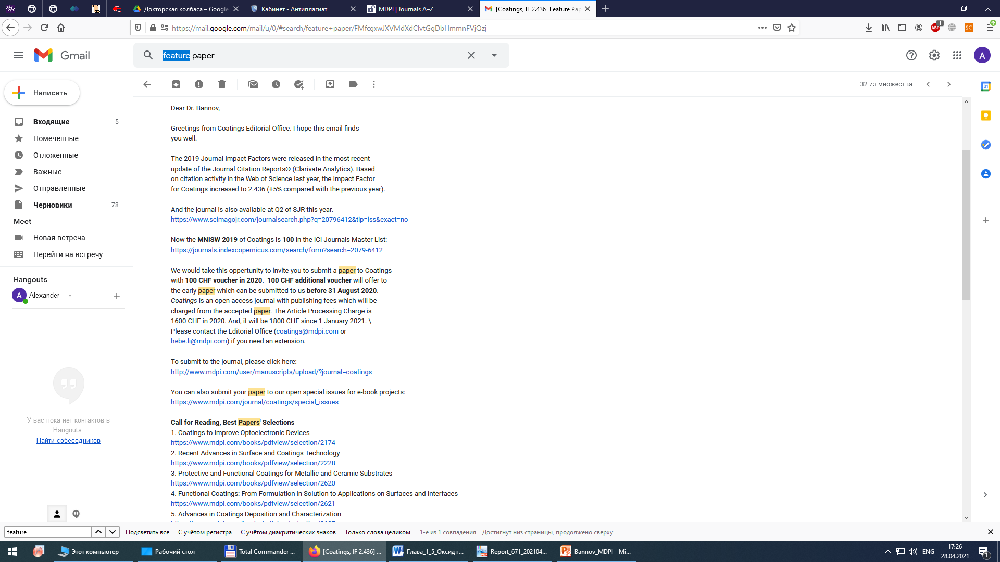 Докторская колбаса – Google
Кабинет - Антиплагиат
MDPI | Journals A–Z
[Coatings, IF 2.436] Feature Pap
https://mail.google.com/mail/u/0/#search/feature+paper/FMfcgxwJXVMdXdClvtGgDbHmmnFVjQzj
ABP
1
SC
Gmail
feature paper
A
Написать
32 из множества
31
Входящие 5
Помеченные
Отложенные
Важные
Отправленные
Черновики 78
Meet
Новая встреча
Перейти на встречу
Hangouts
A Alexander
У вас пока нет контактов в
Hangouts.
Найти собеседников
Dear Dr. Bannov,
Greetings from Coatings Editorial Office. I hope this email finds
you well.
The 2019 Journal Impact Factors were released in the most recent
update of the Journal Citation Reports® (Clarivate Analytics). Based
on citation activity in the Web of Science last year, the Impact Factor
for Coatings increased to 2.436 (+5% compared with the previous year).
And the journal is also available at Q2 of SJR this year.
https://www.scimagojr.com/journalsearch.php?q=20796412&tip=iss&exact=no
Now the MNISW 2019 of Coatings is 100 in the ICI Journals Master List:
https://journals.indexcopernicus.com/search/form?search=2079-6412
We would take this oppertunity to invite you to submit a paper to Coatings
with 100 CHF voucher in 2020. 100 CHF additional voucher will offer to
the early paper which can be submitted to us before 31 August 2020.
Coatings is an open access journal with publishing fees which will be
charged from the accepted paper. The Article Processing Charge is
1600 CHF in 2020. And, it will be 1800 CHF since 1 January 2021. \
Please contact the Editorial Office (coatings@mdpi.com or
hebe.li@mdpi.com) if you need an extension.
To submit to the journal, please click here:
http://www.mdpi.com/user/manuscripts/upload/?journal=coatings
You can also submit your paper to our open special issues for e-book projects:
https://www.mdpi.com/journal/coatings/special_issues
Call for Reading, Best Papers' Selections
1. Coatings to Improve Optoelectronic Devices
https://www.mdpi.com/books/pdfview/selection/2174
2. Recent Advances in Surface and Coatings Technology
https://www.mdpi.com/books/pdfview/selection/2228
3. Protective and Functional Coatings for Metallic and Ceramic Substrates
https://www.mdpi.com/books/pdfview/selection/2620
4. Functional Coatings: From Formulation in Solution to Applications on Surfaces and Interfaces
https://www.mdpi.com/books/pdfview/selection/2621
5. Advances in Coatings Deposition and Characterization
feature
Подсветить все
С учётом регистра
С учётом диакритических знаков
Только слова целиком
1-е из 1 совпадения
Достигнут низ страницы, продолжено сверху
Этот компьютер
Рабочий стол
Total Commander ...
[Coatings, IF 2.436] ...
Глава_1_5_Оксид г...
Report_671_202104...
Bannov_MDPI - Mi...
ENG
17:26
28.04.2021
1